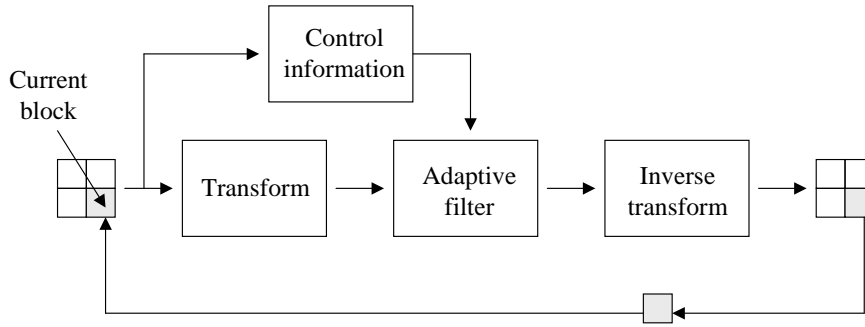 Control
information
Current
block
Transform
Adaptive
filter
Inverse
transform